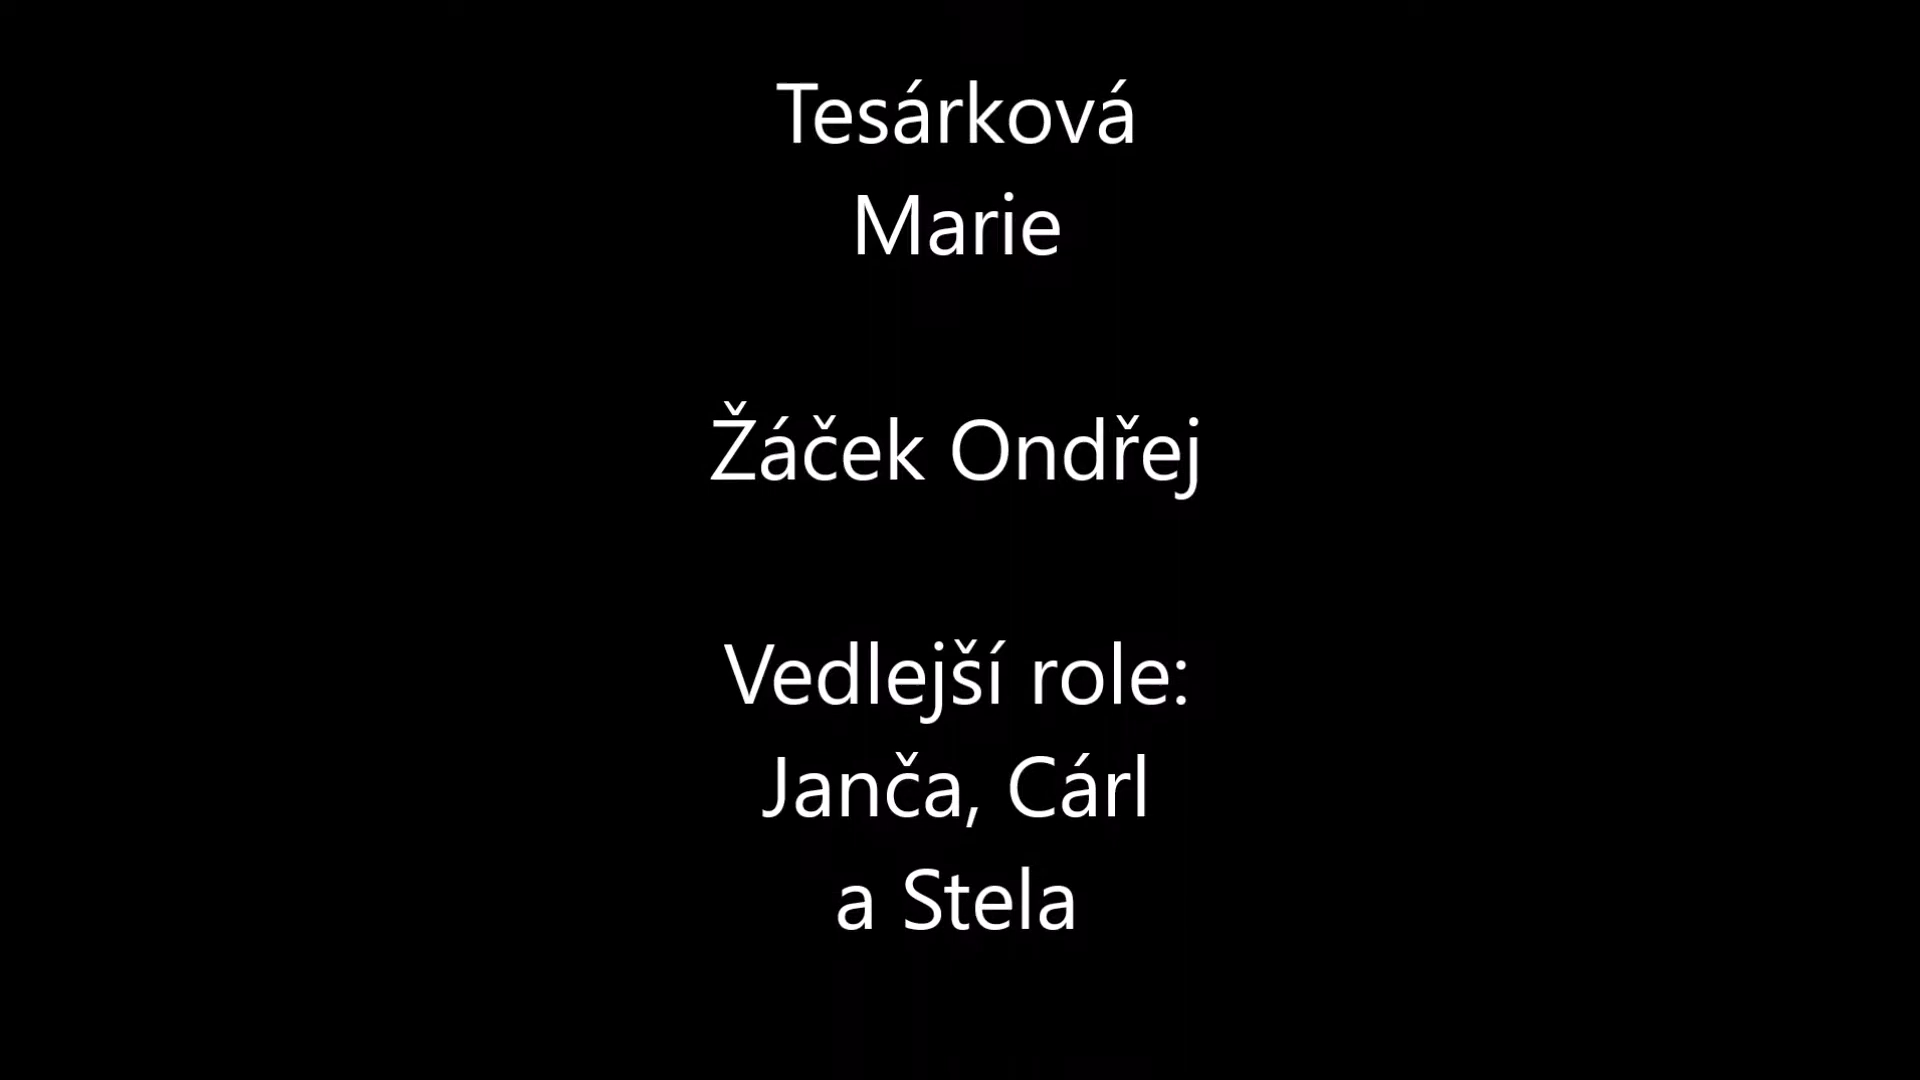 Tesárková
Marie
Žáček Ondřej
Vedlejší role:
Janča, Cárl
a Stela